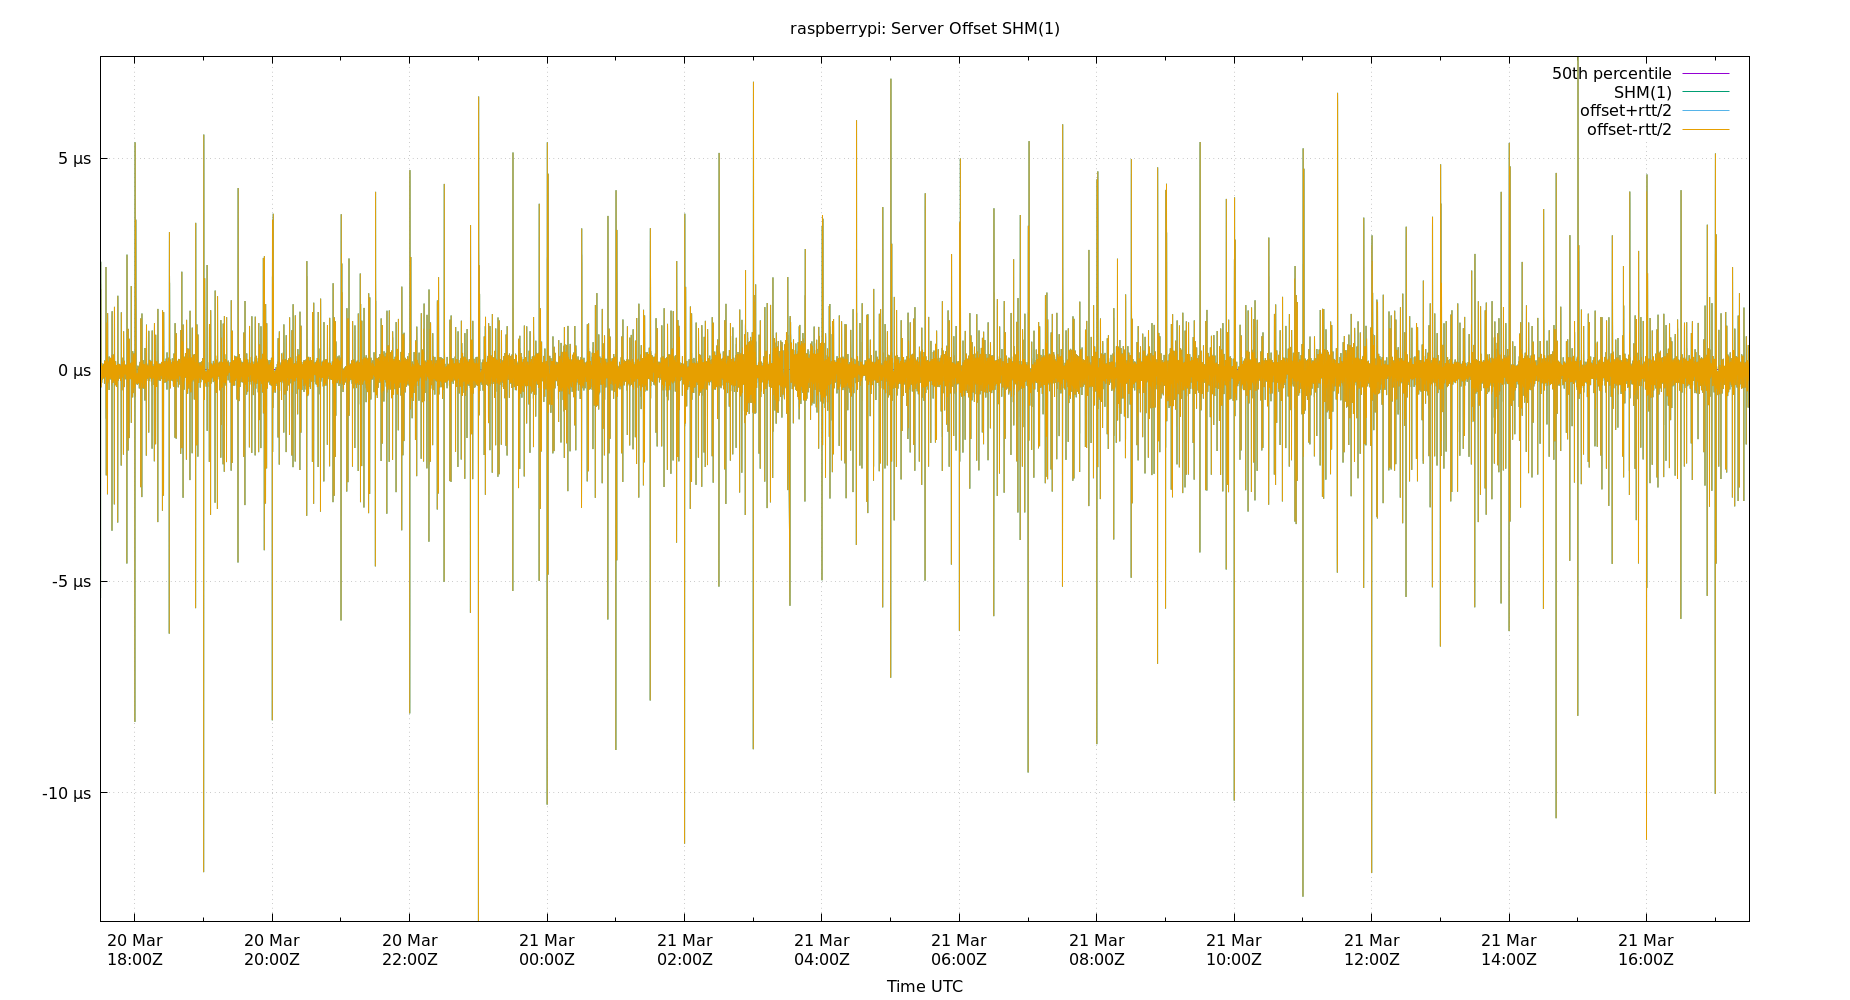 raspberrypi: Server Offset SHM(1)
50th percentile
SHM(1)
offset+rtt/2
offset-rtt/2
5 µs
0 µs
-5 µs
-10 µs
20 Mar 20 Mar 20 Mar 21 Mar 21 Mar 21 Mar 21 Mar 21 Mar 21 Mar 21 Mar 21 Mar 21 Mar
18:00Z 20:00Z 22:00Z 00:00Z 02:00Z 04:00Z 06:00Z 08:00Z 10:00Z 12:00Z 14:00Z 16:00Z
Time UTC